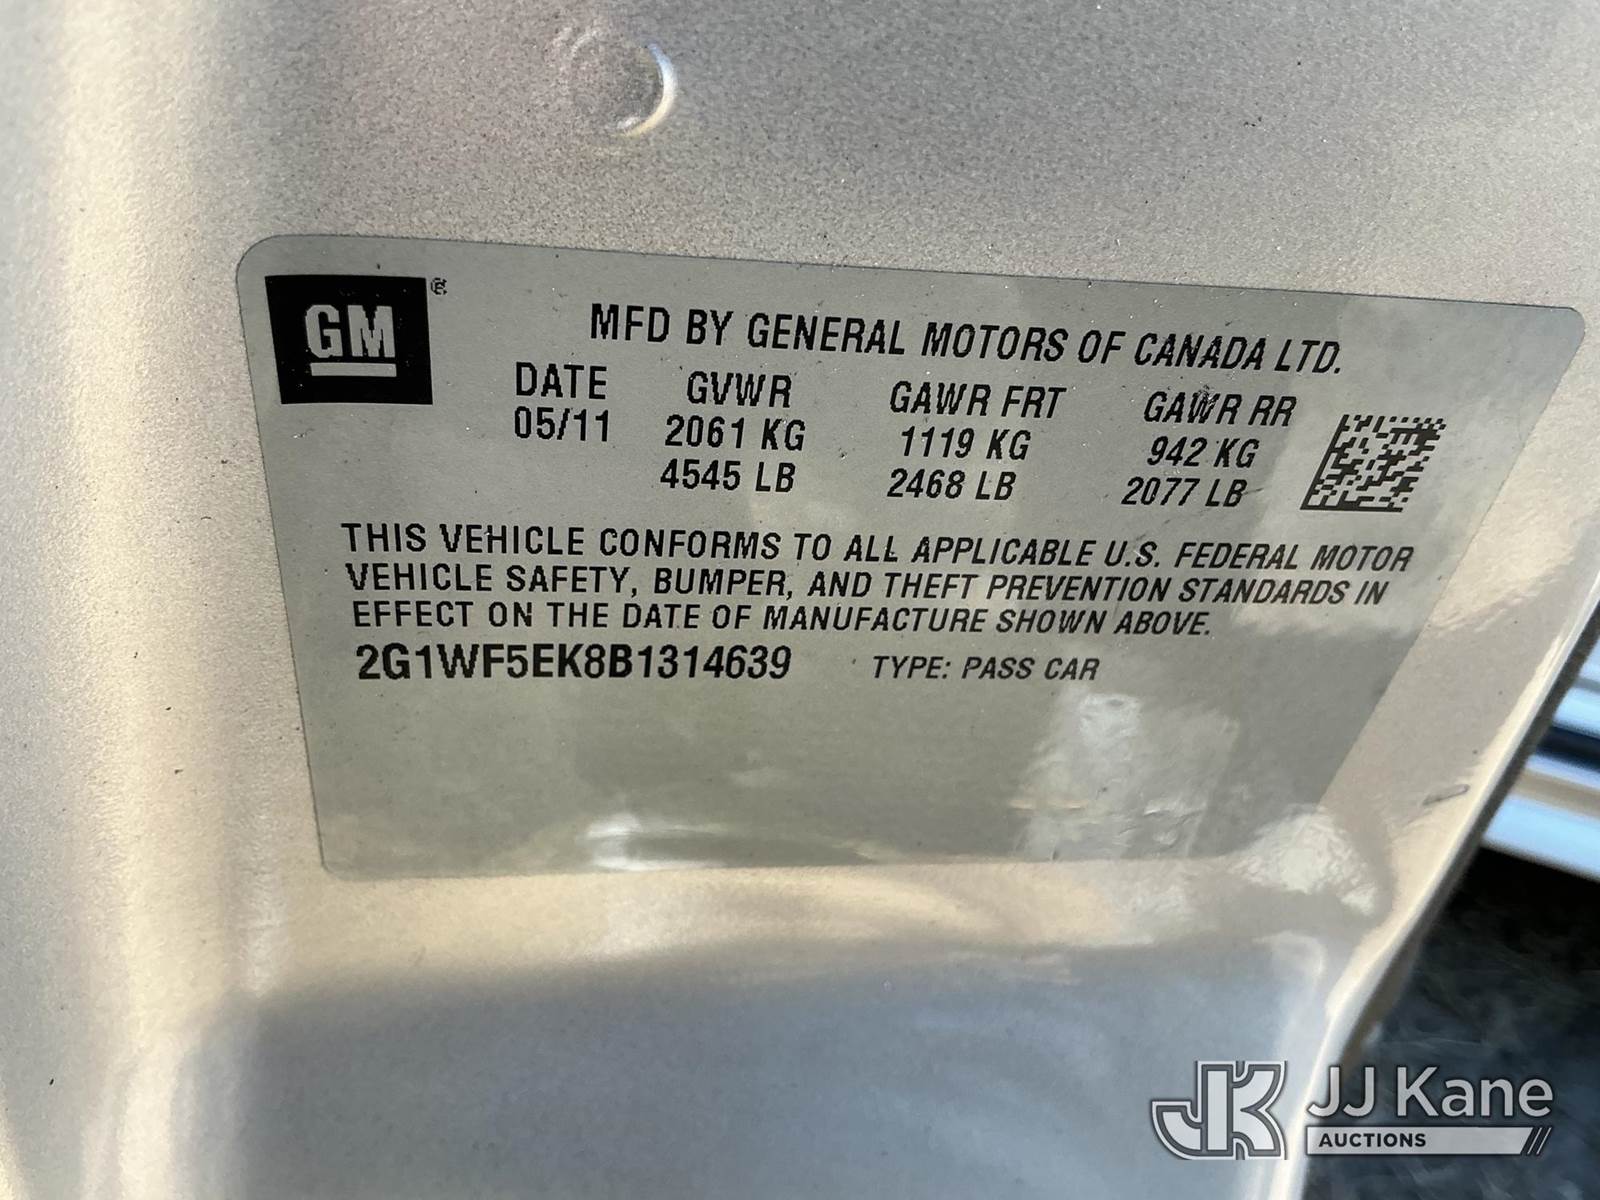 GM®
MFD BY GENERAL MOTORS OF CANADA LTD.
DATE GVWR GAWR FRT GAWR RR
05/11 2061 KG 1119 KG 942 KG
4545 LB 2468 LB 2077 LB
THIS VEHICLE CONFORMS TO ALL APPLICABLE U.S. FEDERAL MOTOR
VEHICLE SAFETY, BUMPER, AND THEFT PREVENTION STANDARDS IN
EFFECT ON THE DATE OF MANUFACTURE SHOWN ABOVE.
2G1WF5EK8B1314639 TYPE: PASS CAR
JK JJ Kane
AUCTIONS